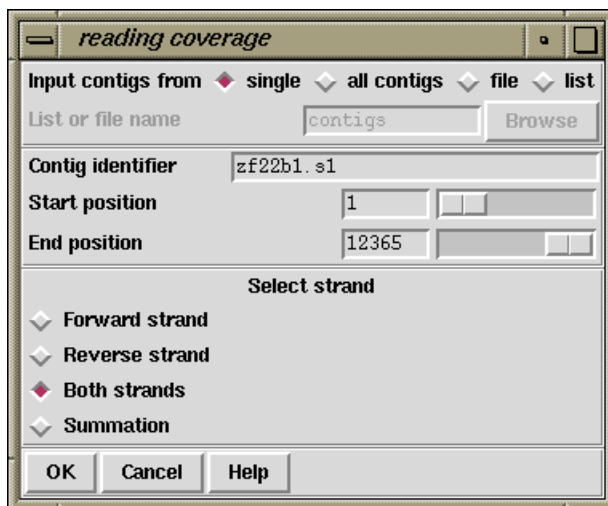 reading coverage
Input contigs from single all contigs file list
List or file name contigs Browse
Contig identifier zf22b1.s1
Start position 1
End position 12365
Select strand
Forward strand
Reverse strand
Both strands
Summation
OK Cancel Help